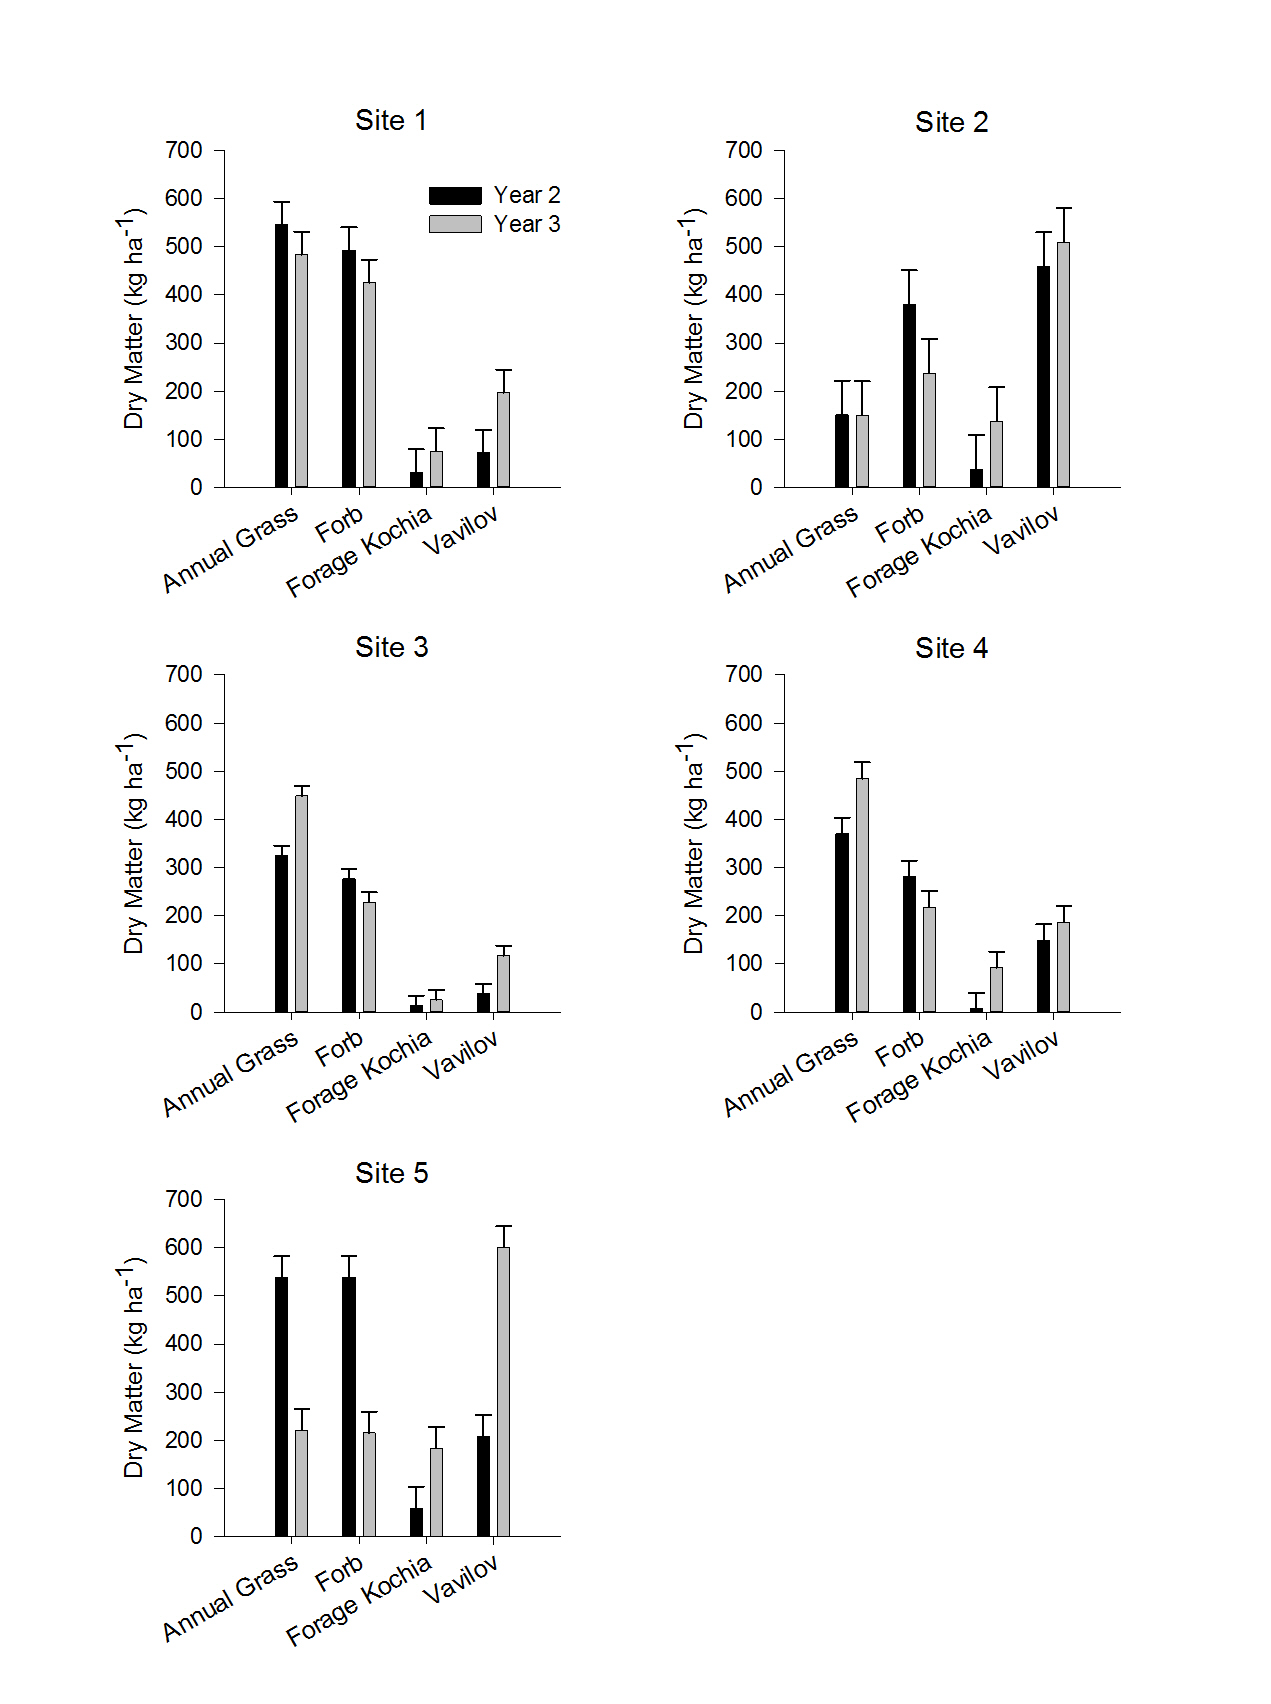 Site 1
700
600
500
400
300
200
100
0
Dry Matter (kg ha-1)
Year 2
Year 3
Annual Grass
Forb
Forage Kochia
Vavilov
Site 2
700
600
500
400
300
200
100
0
Dry Matter (kg ha-1)
Annual Grass
Forb
Forage Kochia
Vavilov
Site 3
700
600
500
400
300
200
100
0
Dry Matter (kg ha-1)
Annual Grass
Forb
Forage Kochia
Vavilov
Site 4
700
600
500
400
300
200
100
0
Dry Matter (kg ha-1)
Annual Grass
Forb
Forage Kochia
Vavilov
Site 5
700
600
500
400
300
200
100
0
Dry Matter (kg ha-1)
Annual Grass
Forb
Forage Kochia
Vavilov